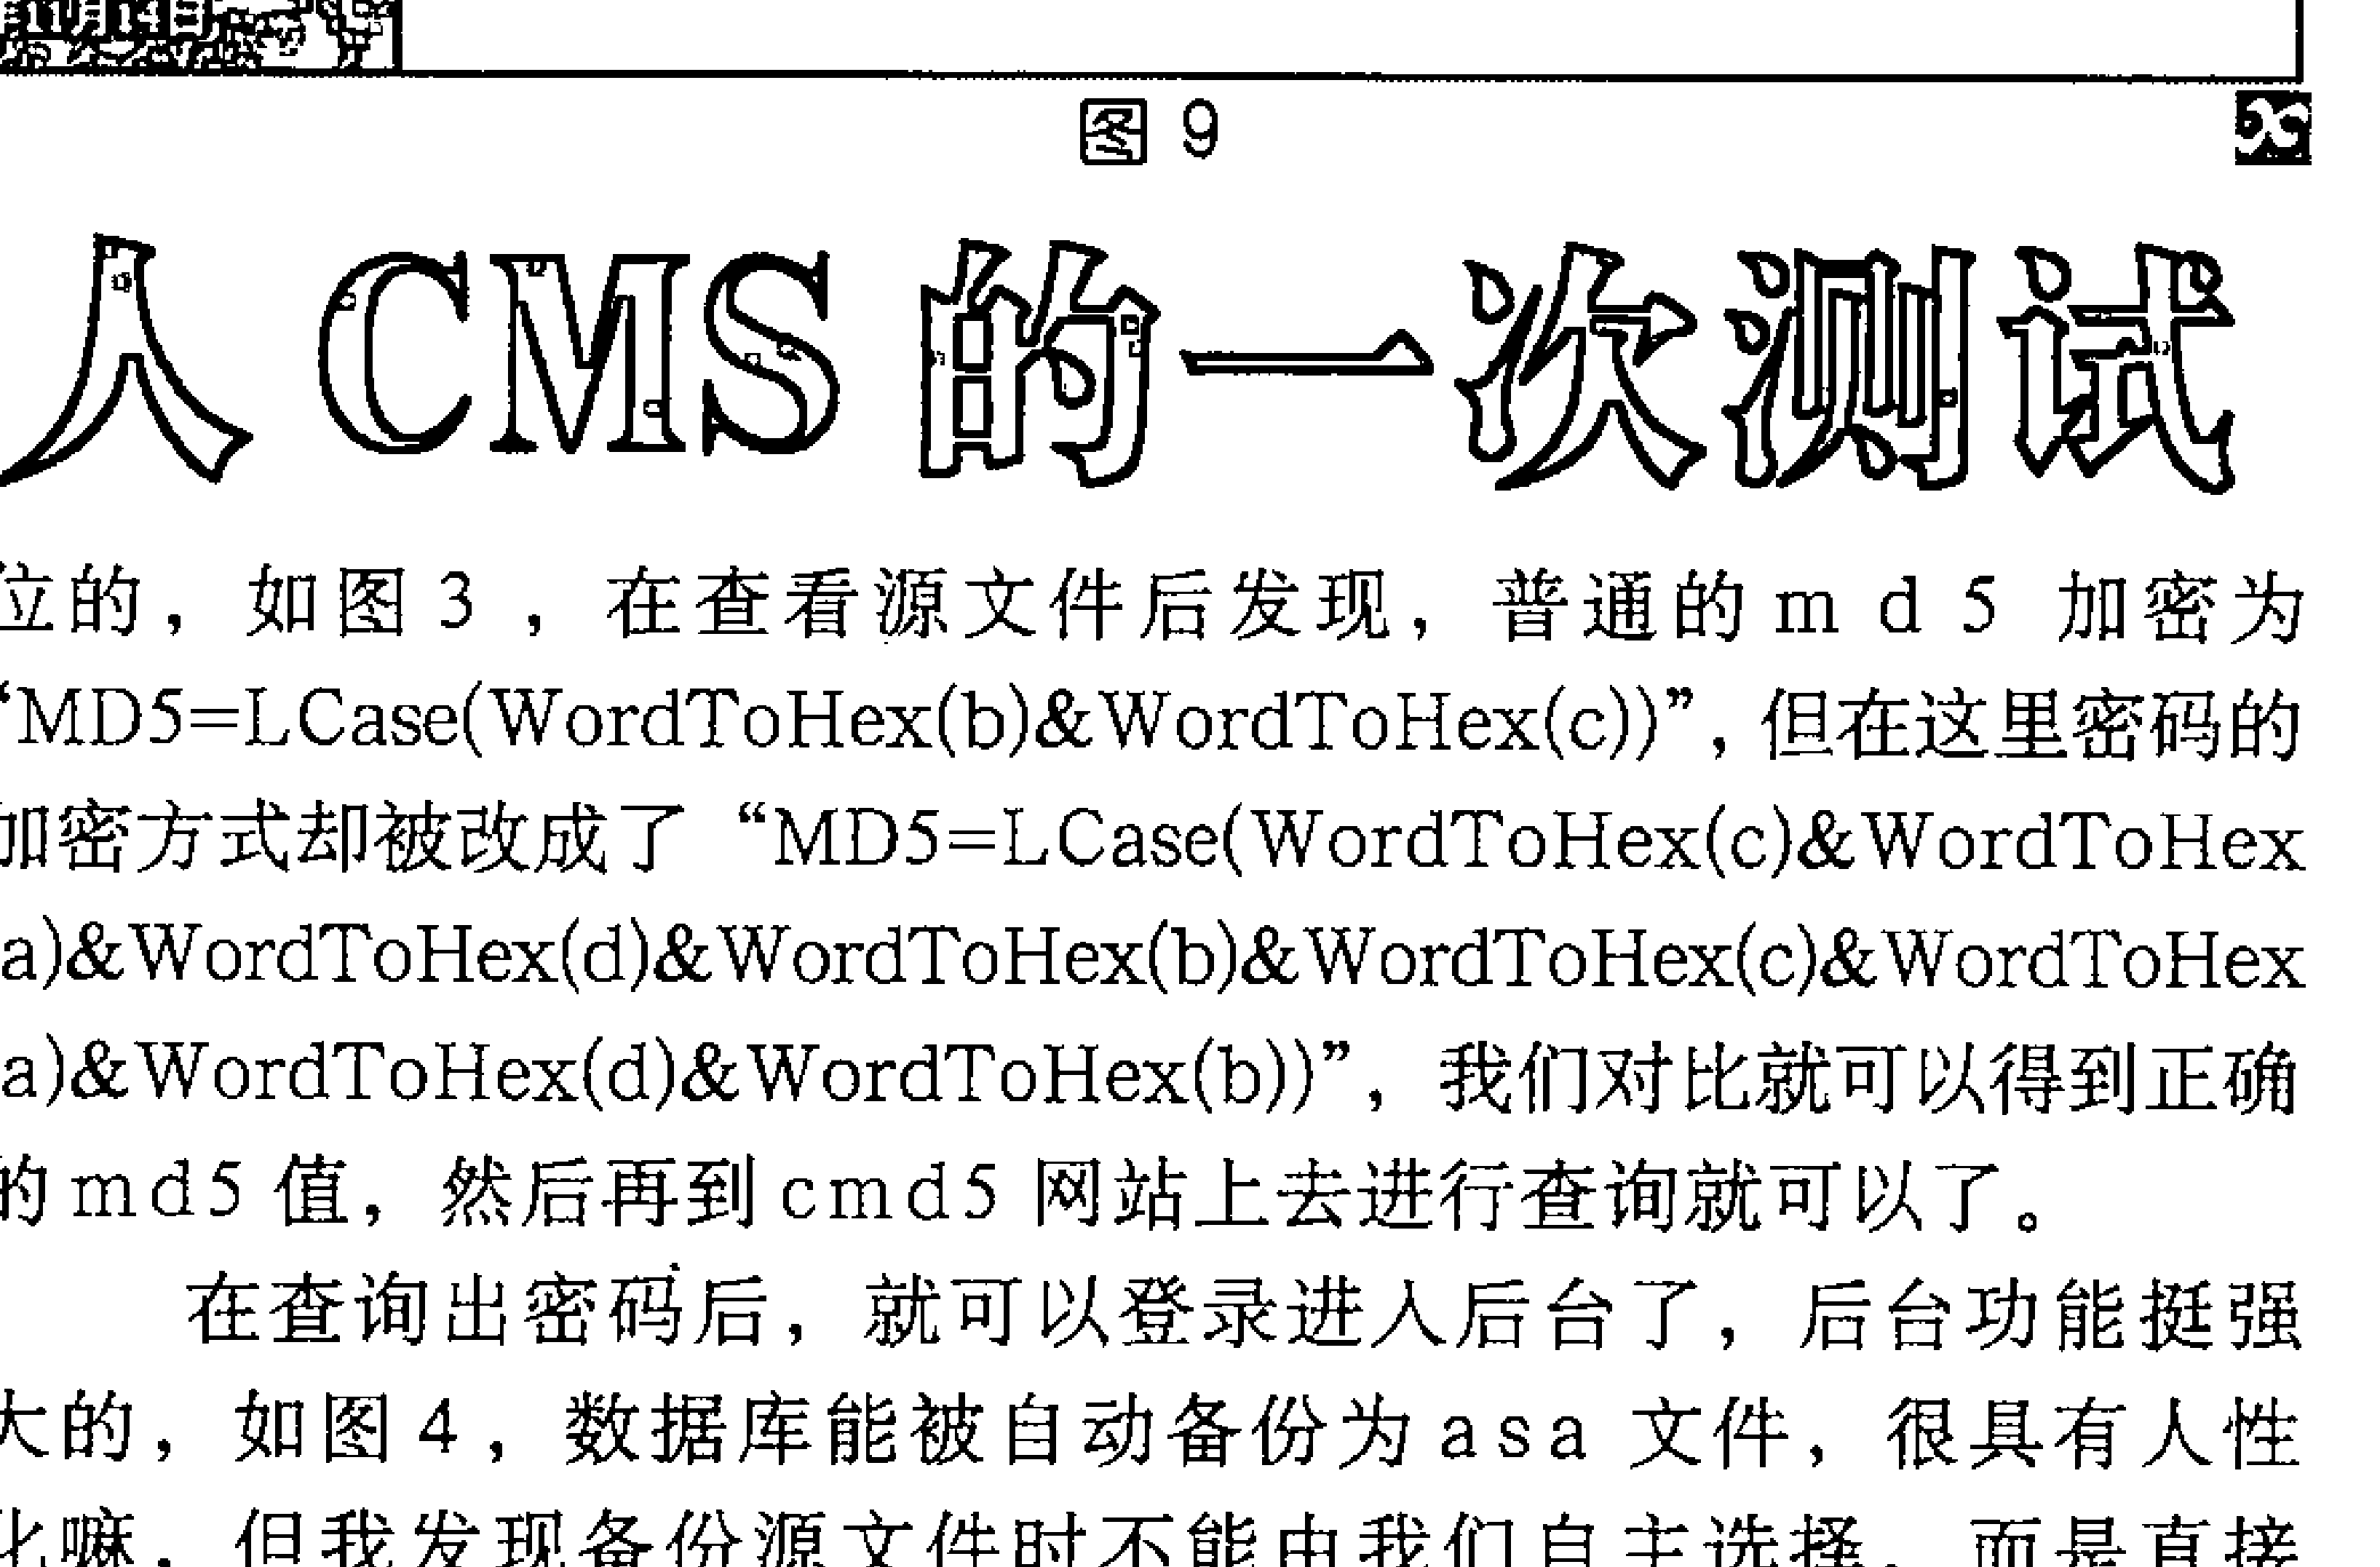 11月14日
图 9
人 CMS 的一次测试
位的，如图 3 ，在查看源文件后发现，普通的 m d 5 加密为
“MD5=LCase(WordToHex(b)&WordToHex(c))”，但在这里密码的
加密方式却被改成了 “MD5=LCase(WordToHex(c)&WordToHex
a)&WordToHex(d)&WordToHex(b)&WordToHex(c)&WordToHex
a)&WordToHex(d)&WordToHex(b))”，我们对比就可以得到正确
的 md5 值，然后再到 cmd5 网站上去进行查询就可以了。
在查询出密码后，就可以登录进入后台了，后台功能挺强
大的，如图 4 ，数据库能被自动备份为 asa 文件，很具有人性
化嘛，但我发现备份源文件时不能由我们自主选择，而是直接